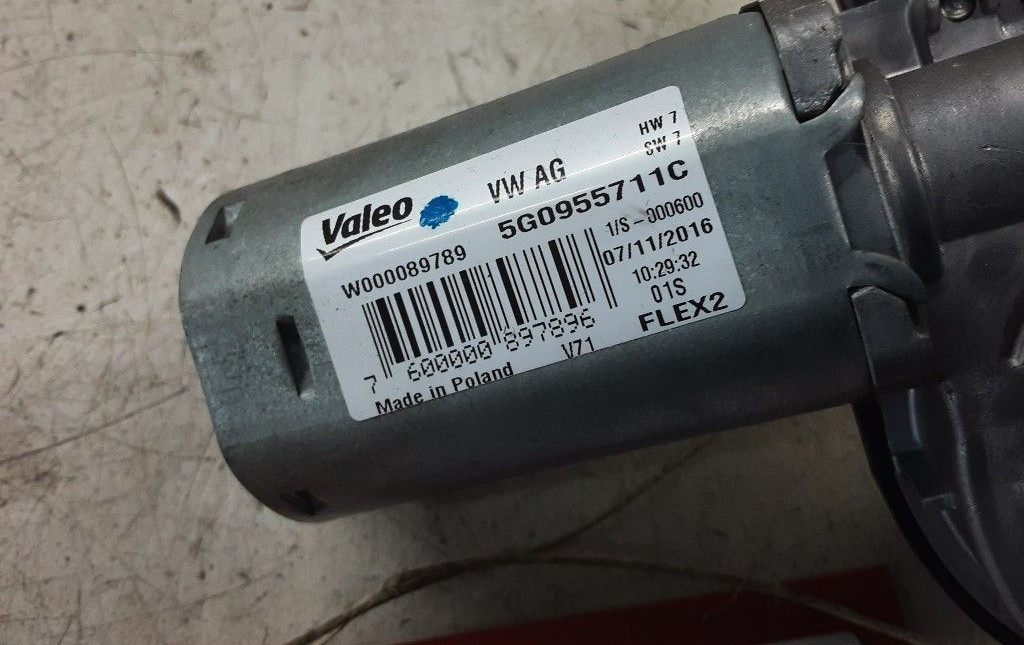 Valeo
VW AG
HW 7
SW 7
5G0955711C
W000089789
1/S - 000600
07/11/2016
10:29:32
01S
FLEX2
7 600000 897896
V71
Made in Poland